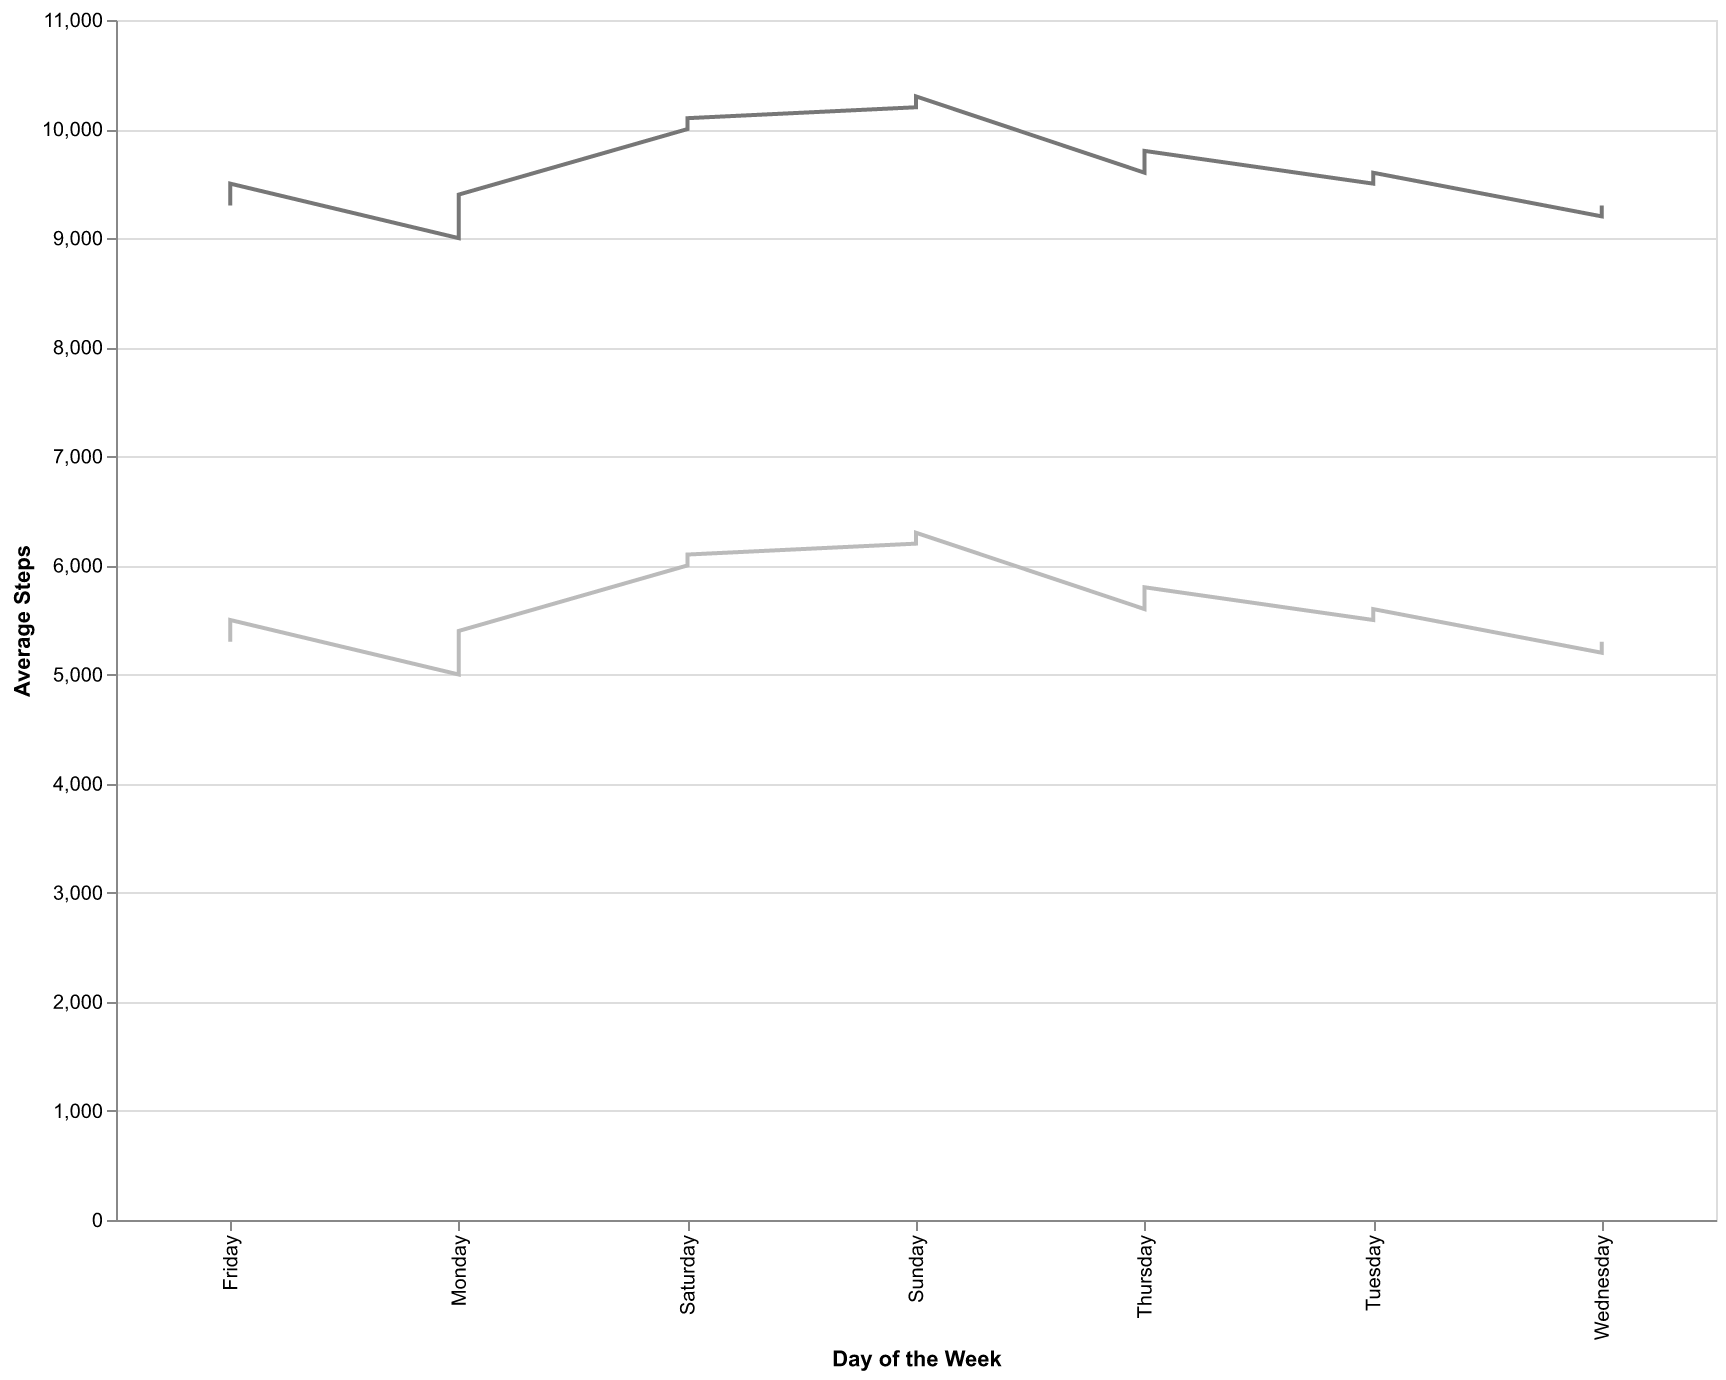 11,000
10,000
9,000
8,000
7,000
6,000
5,000
4,000
3,000
2,000
1,000
0
Average Steps
Friday
Monday
Saturday
Sunday
Thursday
Tuesday
Wednesday
Day of the Week